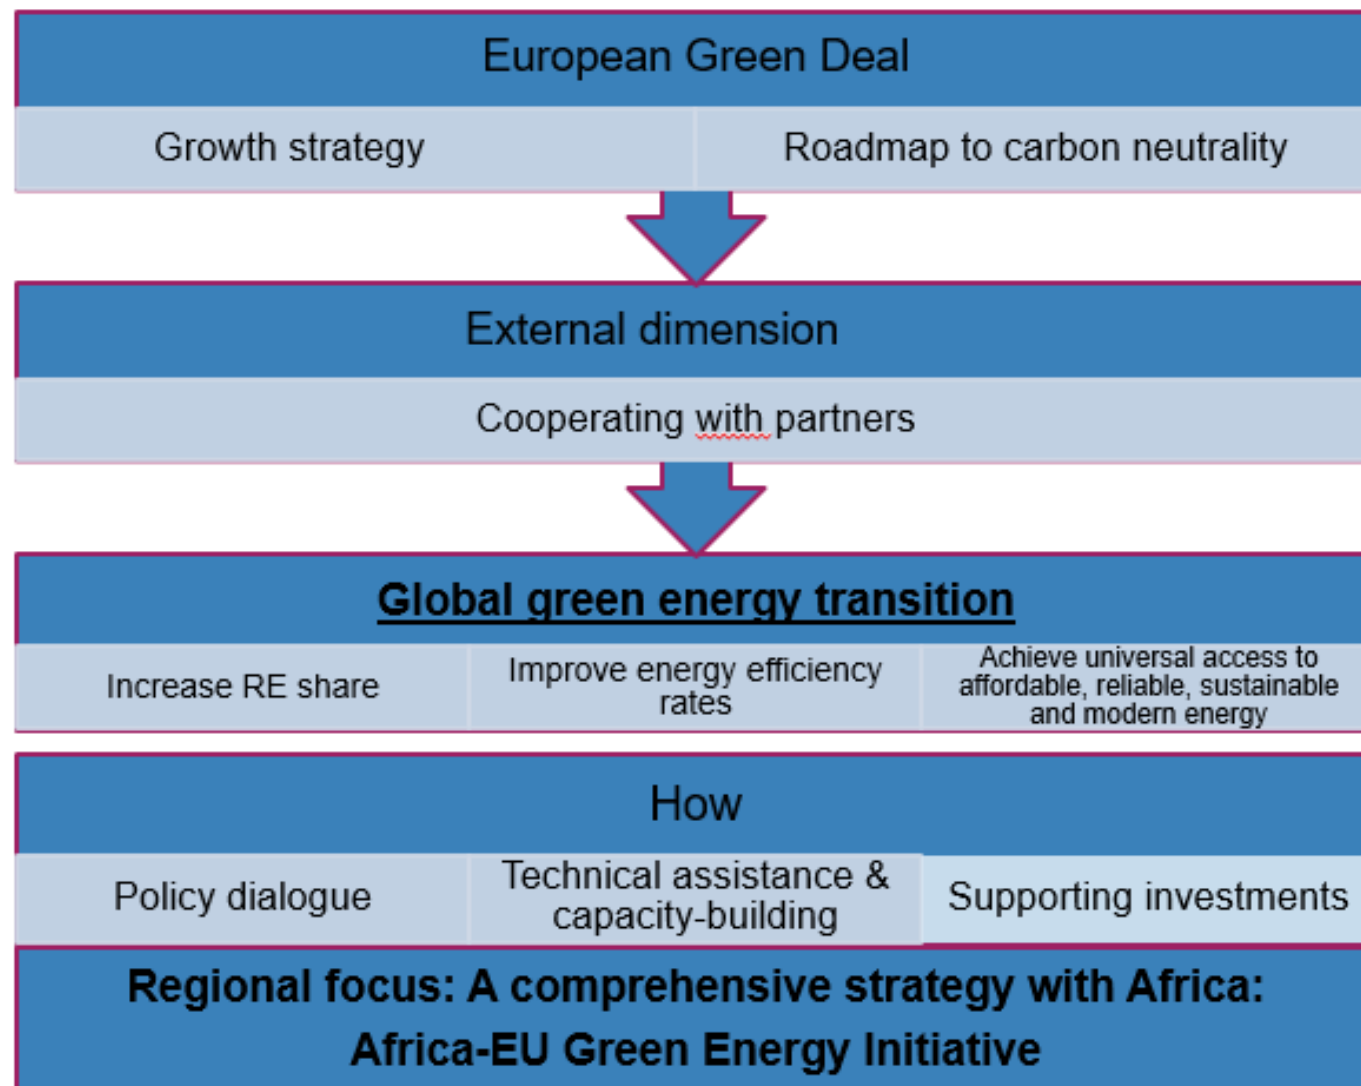 European Green Deal
Growth strategy
Roadmap to carbon neutrality
External dimension
Cooperating with partners
Global green energy transition
Increase RE share
Improve energy efficiency
rates
Achieve universal access to
affordable, reliable, sustainable
and modern energy
How
Policy dialogue
Technical assistance &
capacity-building
Supporting investments
Regional focus: A comprehensive strategy with Africa:
Africa-EU Green Energy Initiative